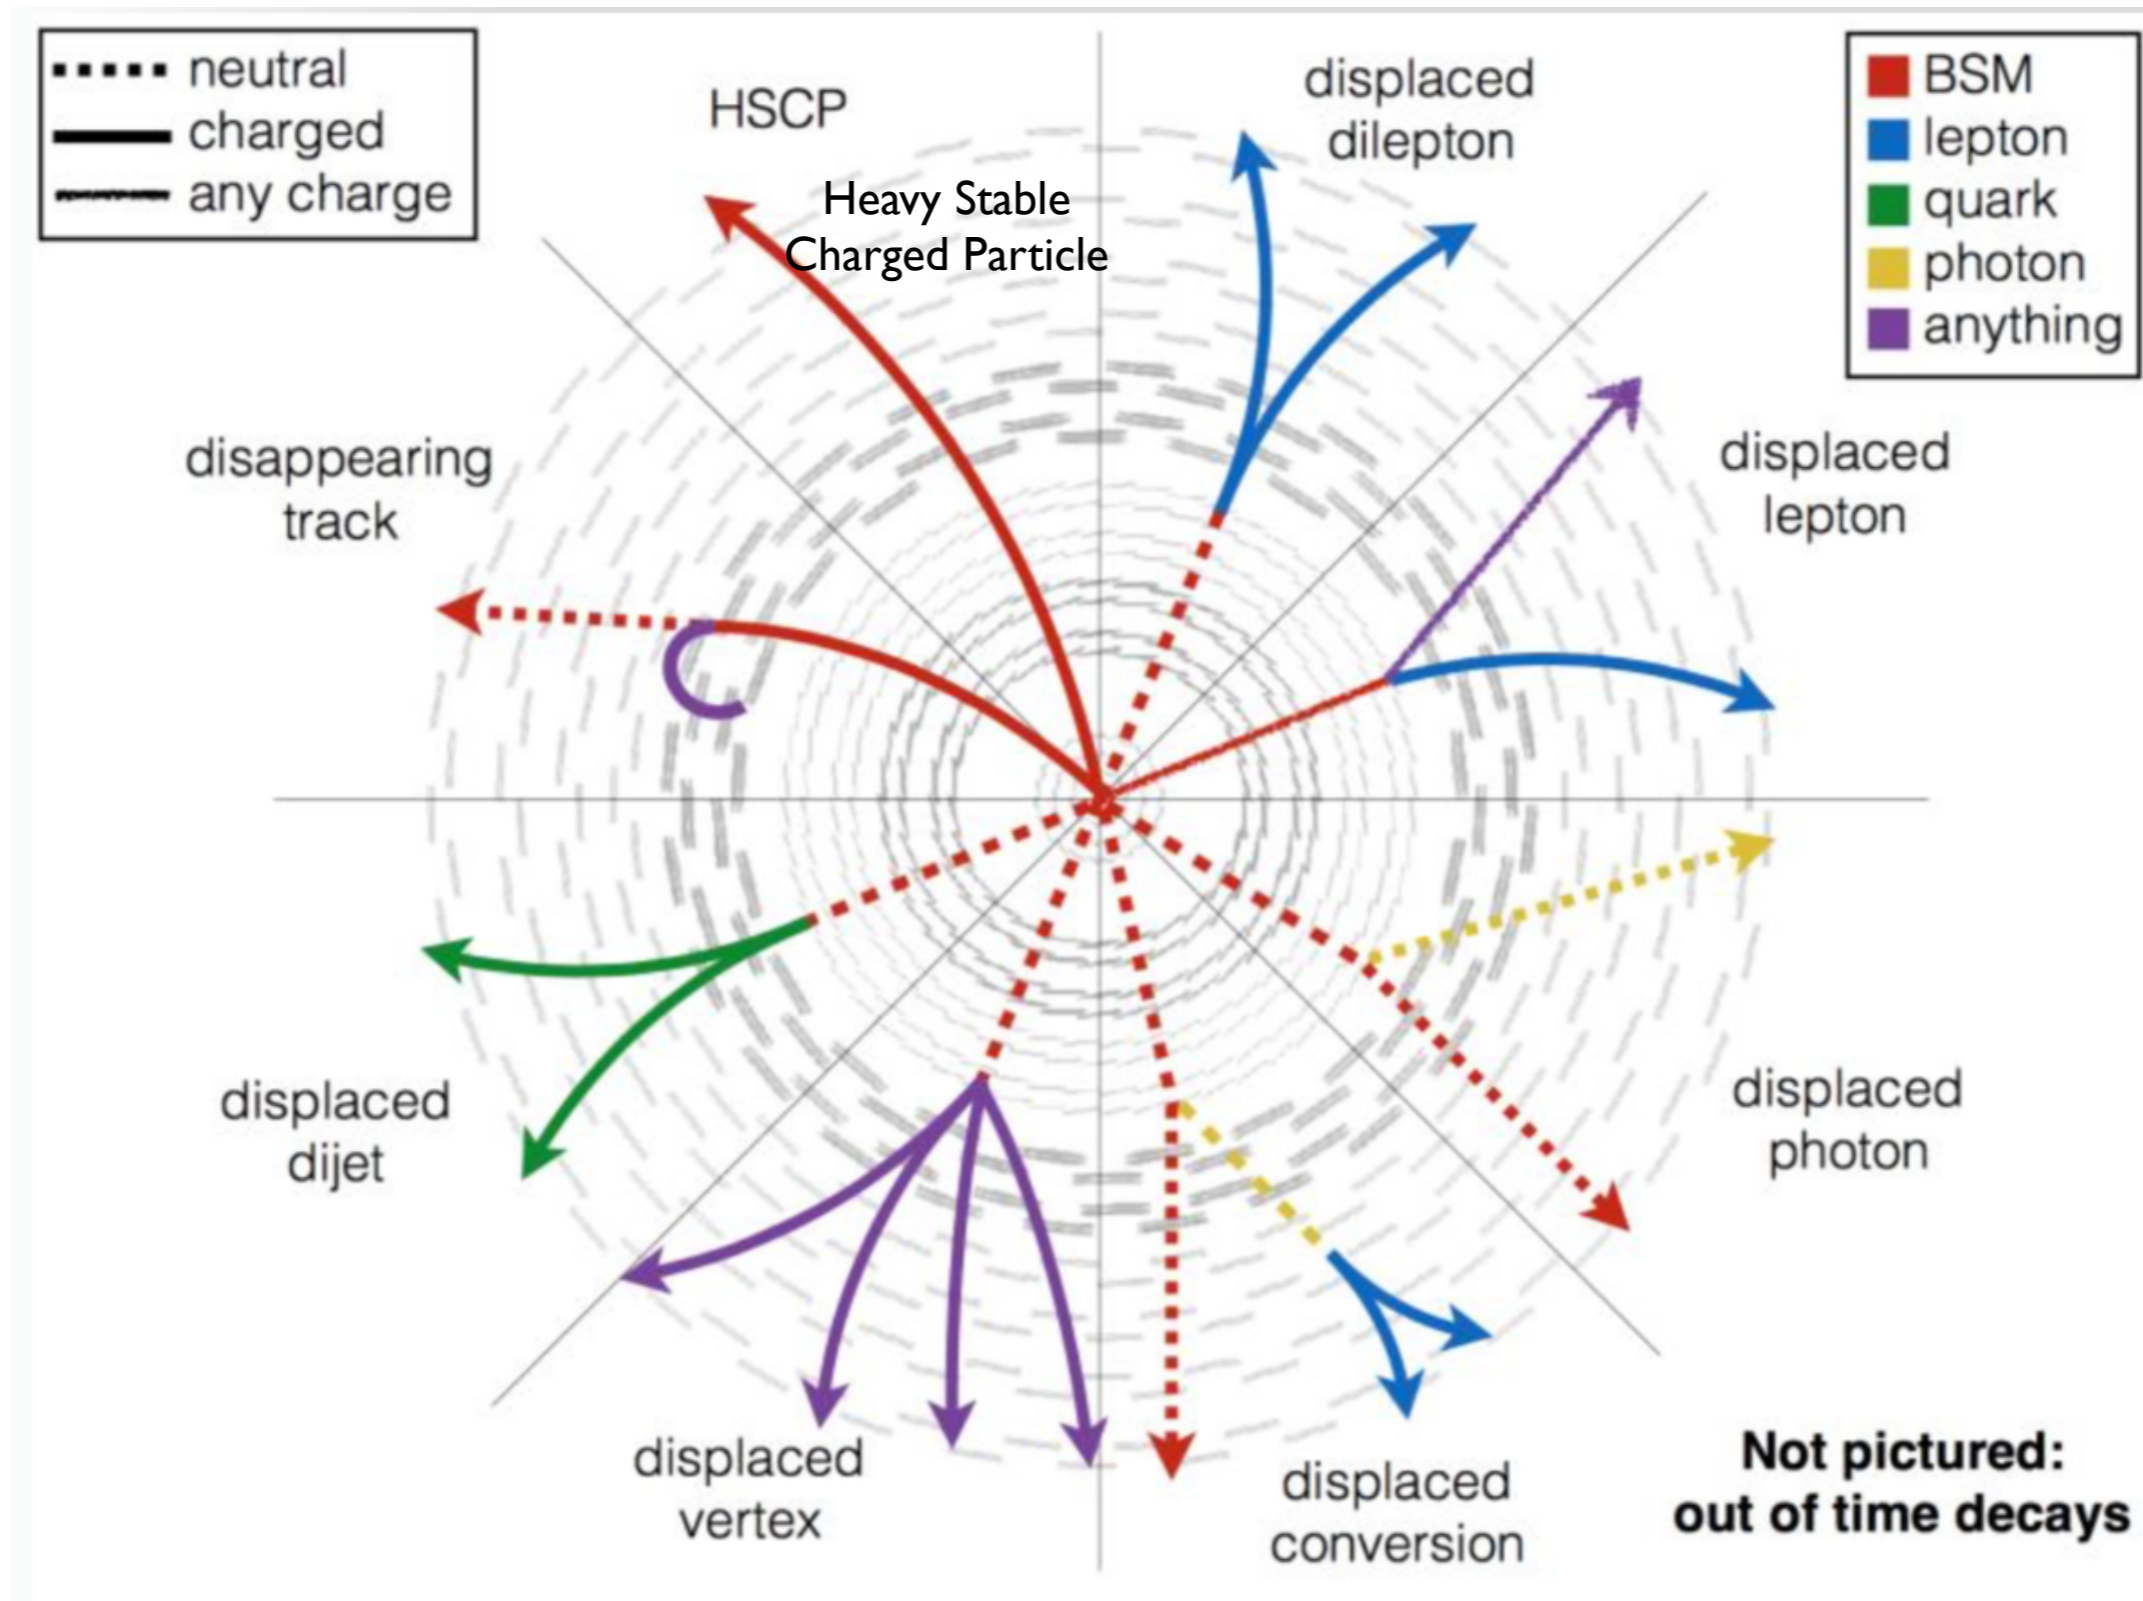 neutral
charged
any charge
HSCP
Heavy Stable
Charged Particle
displaced
dilepton
BSM
lepton
quark
photon
anything
displaced
lepton
disappearing
track
displaced
dijet
displaced
photon
displaced
vertex
displaced
conversion
Not pictured:
out of time decays